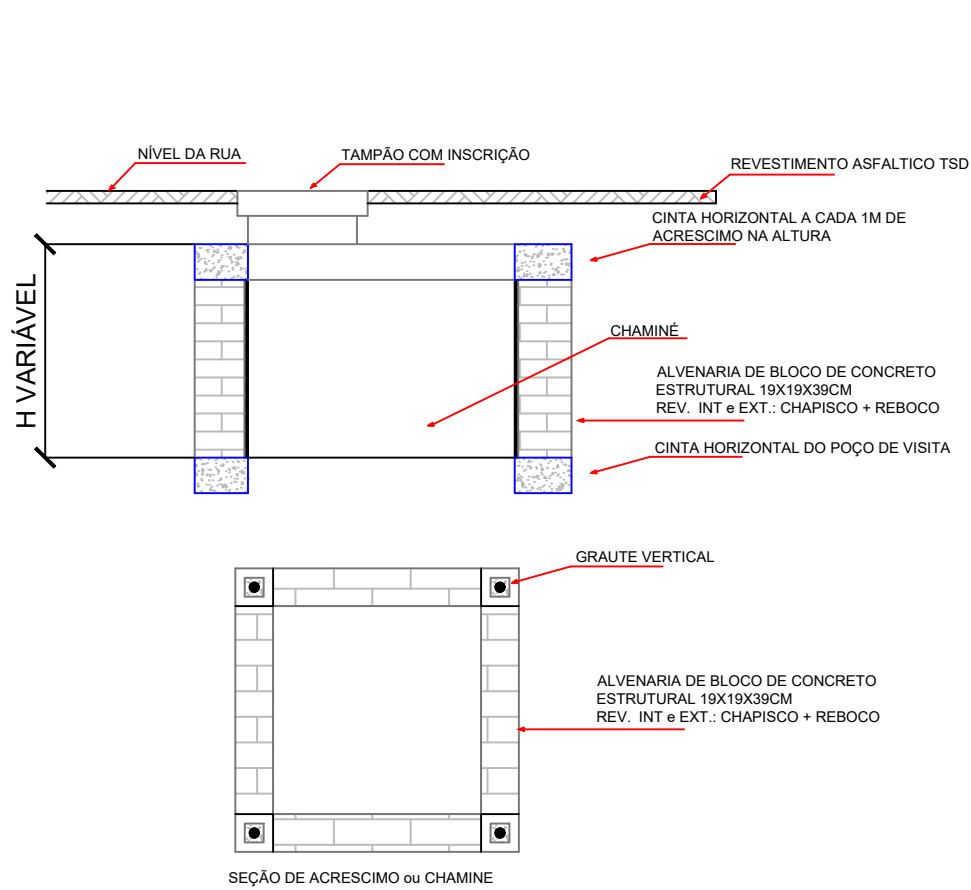 NÍVEL DA RUA
TAMPÃO COM INSCRIÇÃO
REVESTIMENTO ASFALTICO TSD
CINTA HORIZONTAL A CADA 1M DE
ACRESCIMO NA ALTURA
H VARIÁVEL
CHAMINÉ
ALVENARIA DE BLOCO DE CONCRETO
ESTRUTURAL 19X19X39CM
REV. INT e EXT.: CHAPISCO + REBOCO
CINTA HORIZONTAL DO POÇO DE VISITA
GRAUTE VERTICAL
ALVENARIA DE BLOCO DE CONCRETO
ESTRUTURAL 19X19X39CM
REV. INT e EXT.: CHAPISCO + REBOCO
SEÇÃO DE ACRESCIMO ou CHAMINE